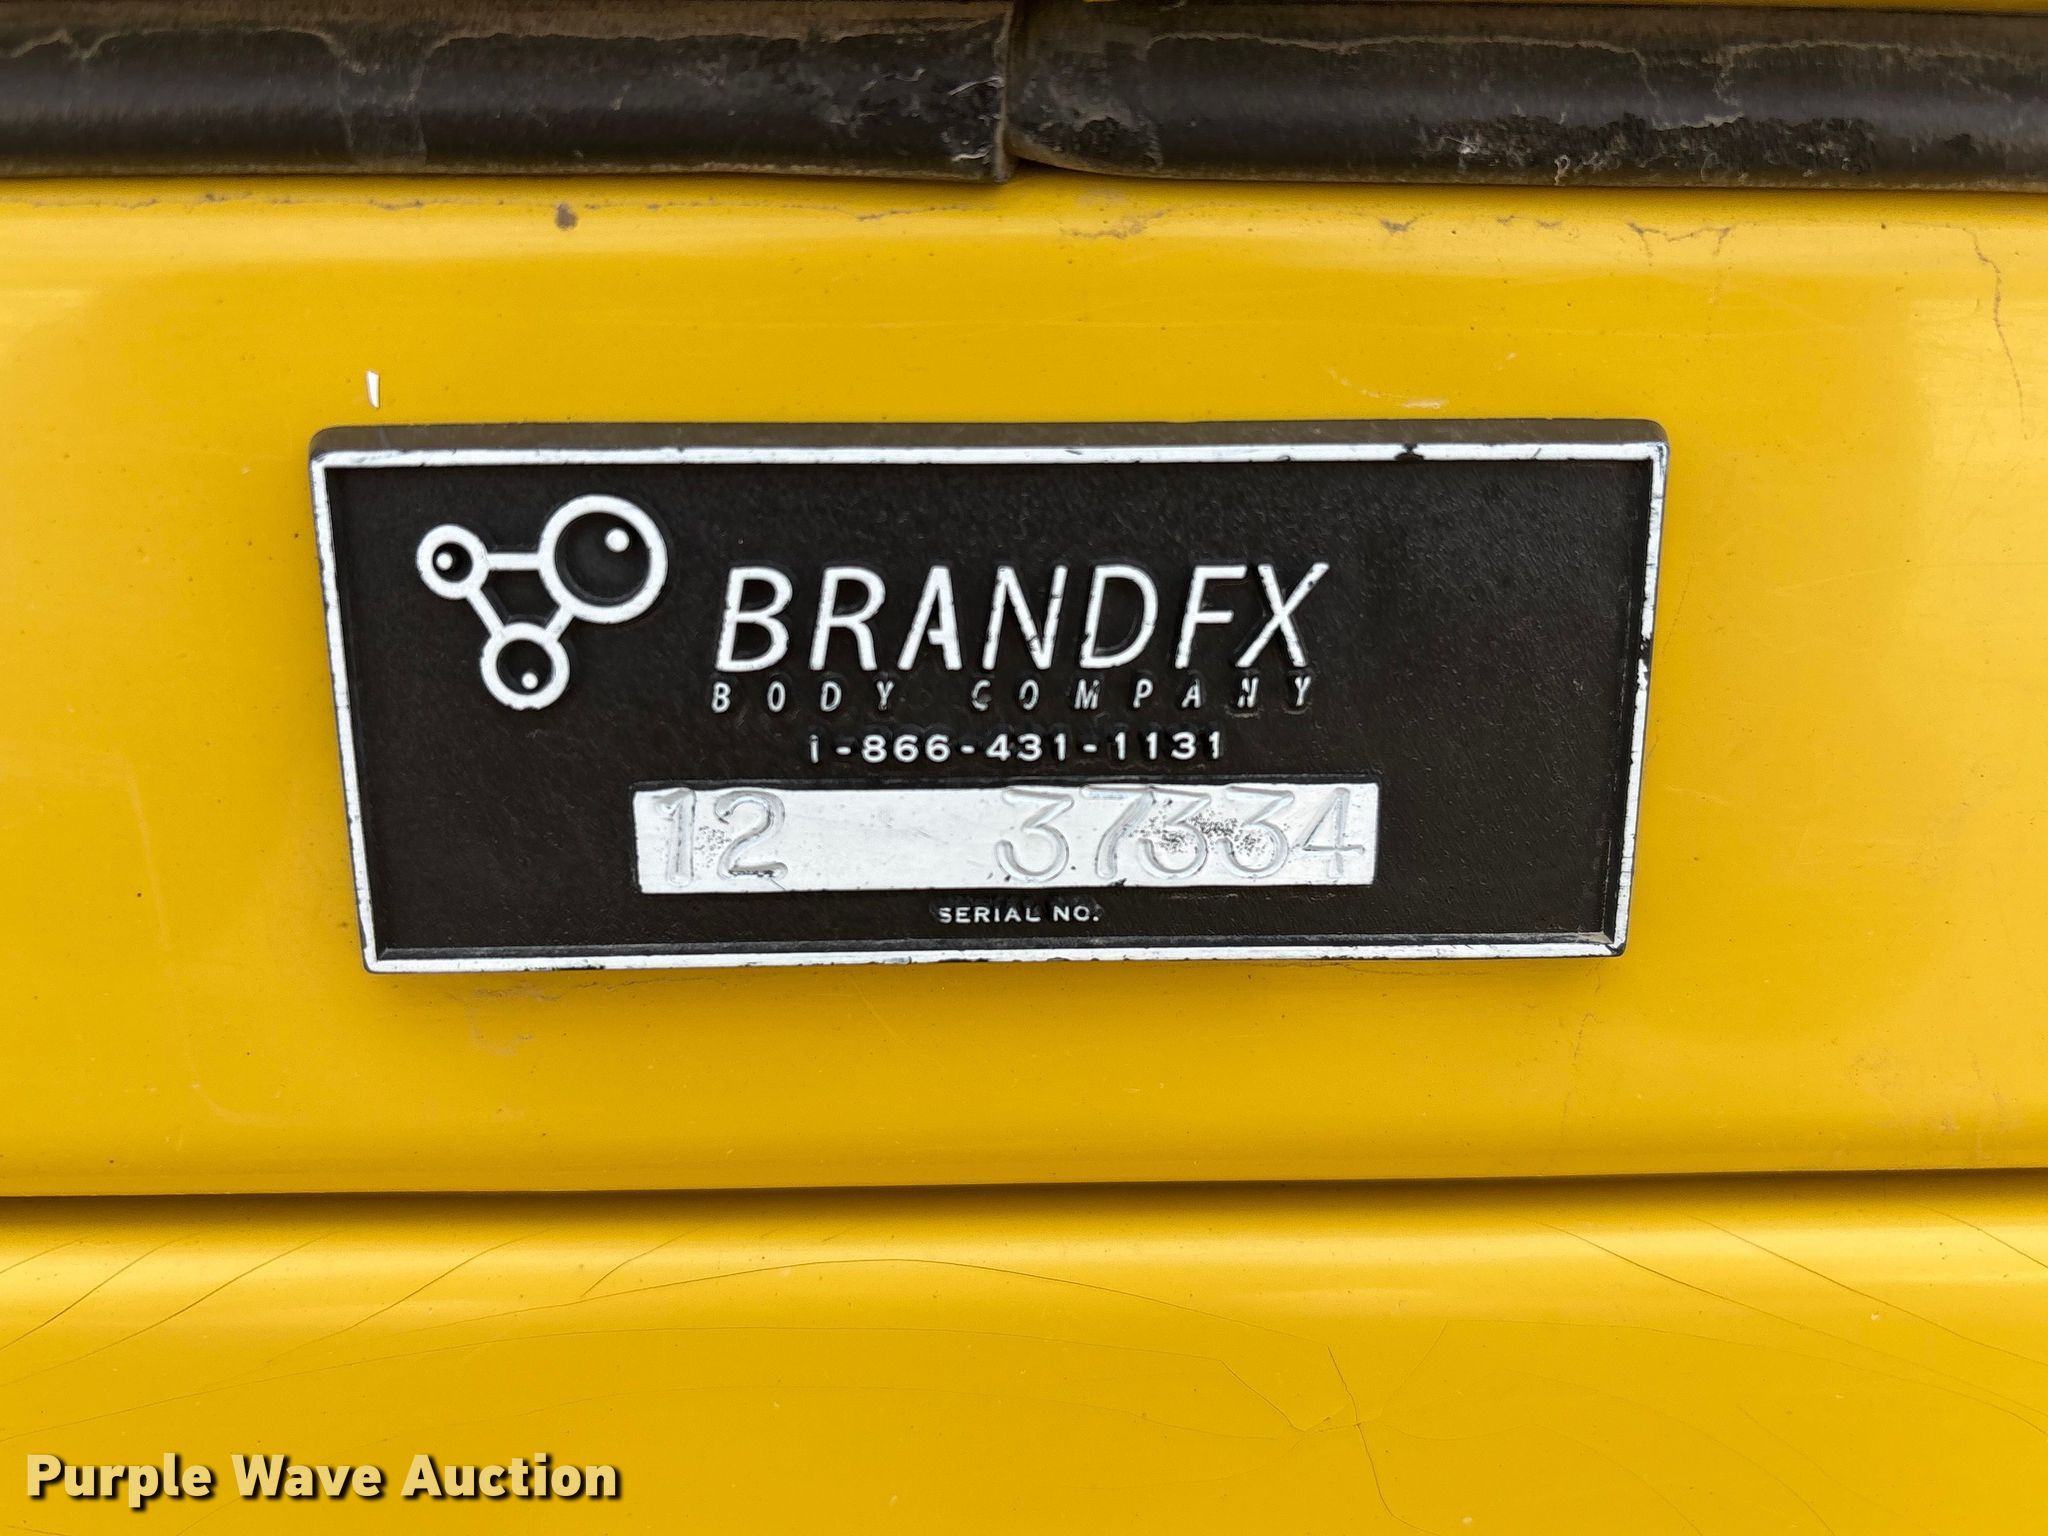 BRANDFX
BODY COMPANY
1-866-431-1131
12 37334
SERIAL NO.
Purple Wave Auction